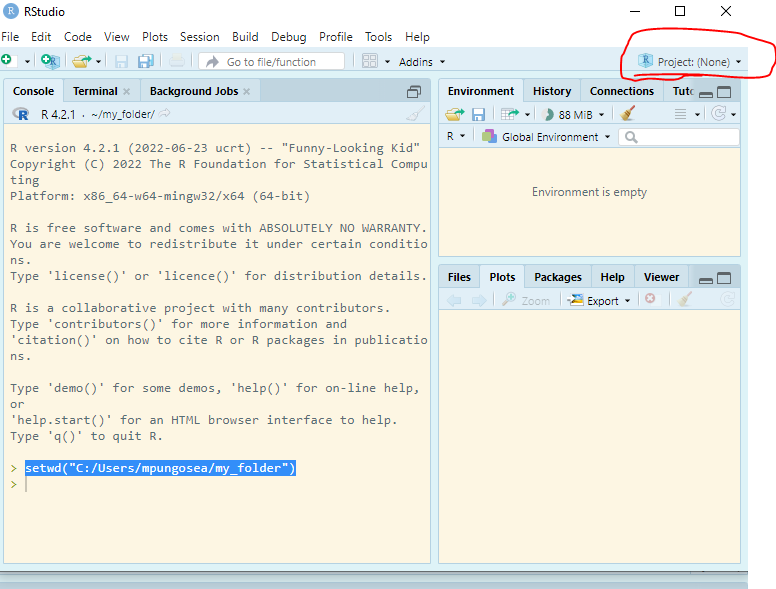 RStudio
File Edit Code View Plots Session Build Debug Profile Tools Help
Go to file/function Addins Project: (None)
Console Terminal Background Jobs
R 4.2.1 · ~/my_folder/
R version 4.2.1 (2022-06-23 ucrt) -- "Funny-Looking Kid"
Copyright (C) 2022 The R Foundation for Statistical Compu
ting
Platform: x86_64-w64-mingw32/x64 (64-bit)
R is free software and comes with ABSOLUTELY NO WARRANTY.
You are welcome to redistribute it under certain conditio
ns.
Type 'license()' or 'licence()' for distribution details.
R is a collaborative project with many contributors.
Type 'contributors()' for more information and
'citation()' on how to cite R or R packages in publicatio
ns.
Type 'demo()' for some demos, 'help()' for on-line help,
or
'help.start()' for an HTML browser interface to help.
Type 'q()' to quit R.
> setwd("C:/Users/mpungosea/my_folder")
>
Environment History Connections Tut
88 MiB
R Global Environment
Environment is empty
Files Plots Packages Help Viewer
Zoom Export